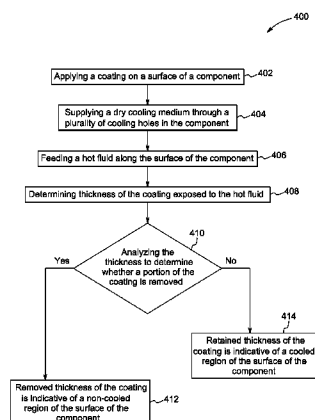 400
Applying a coating on a surface of a component
402
Supplying a dry cooling medium through a
plurality of cooling holes in the component
404
Feeding a hot fluid along the surface of the component
406
Determining thickness of the coating exposed to the hot fluid
408
410
Analyzing the
thickness to determine
whether a portion of the
coating is removed
Yes
No
414
Retained thickness of the
coating is indicative of a cooled
region of the surface of the
component
Removed thickness of the coating
is indicative of a non-cooled
region of the surface of the
component
412